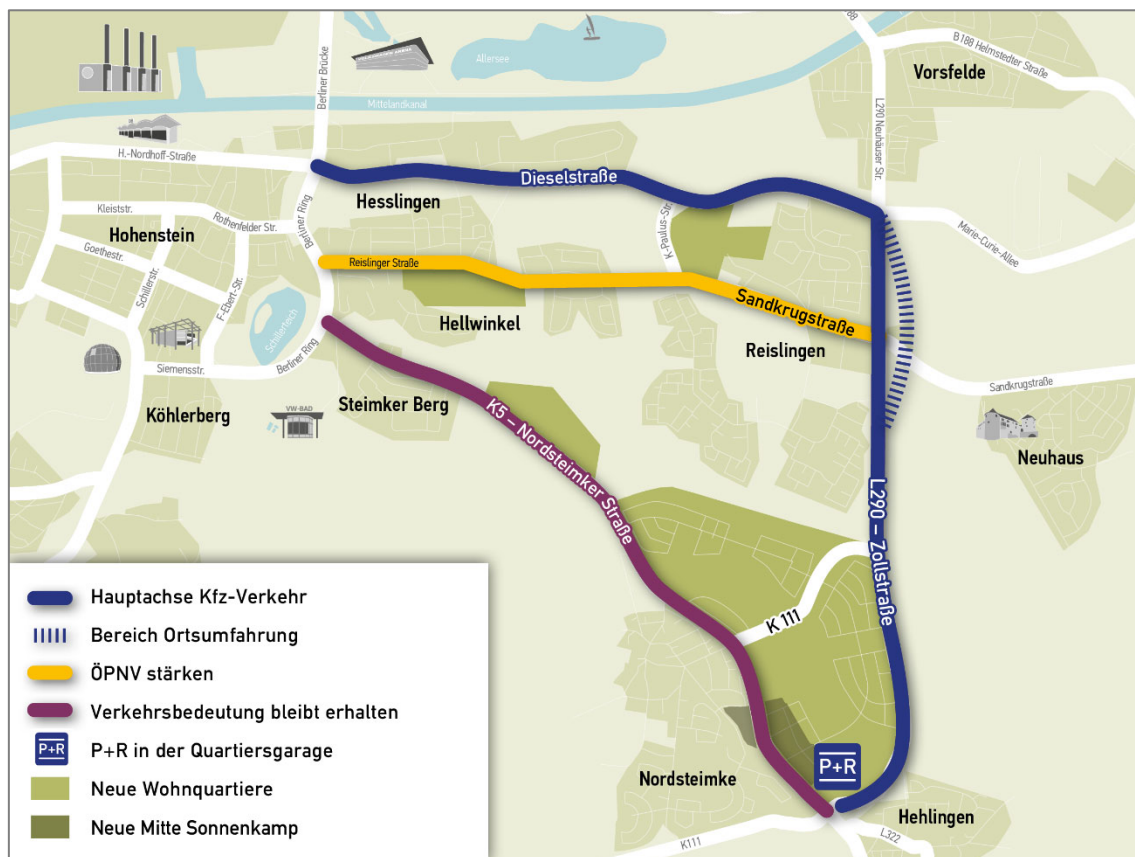 88
B 188 Helmstedter Straße
Vorsfelde
Allersee
Berliner Brücke
Mittellandkanal
L290 Neuhäuser Str.
H.-Nordhoff-Straße
Dieselstraße
Hesslingen
Kleiststr.
Rothenfelder Str.
Berliner Ring
K-Paulus-Str.
Marie-Curie-Allee
Hohenstein
Goethestr.
Schillerstr.
F.-Ebert-Str.
Reislinger Straße
Sandkrugstraße
Hellwinkel
Reislingen
Schillerteich
Berliner Ring
Siemensstr.
Sandkrugstraße
Köhlerberg
VW-BAD
Steimker Berg
Neuhaus
K5 – Nordsteimker Straße
L290 – Zollstraße
K 111
Nordsteimke
P+R
Hehlingen
K111
L322
Hauptachse Kfz-Verkehr
Bereich Ortsumfahrung
ÖPNV stärken
Verkehrsbedeutung bleibt erhalten
P+R P+R in der Quartiersgarage
Neue Wohnquartiere
Neue Mitte Sonnenkamp